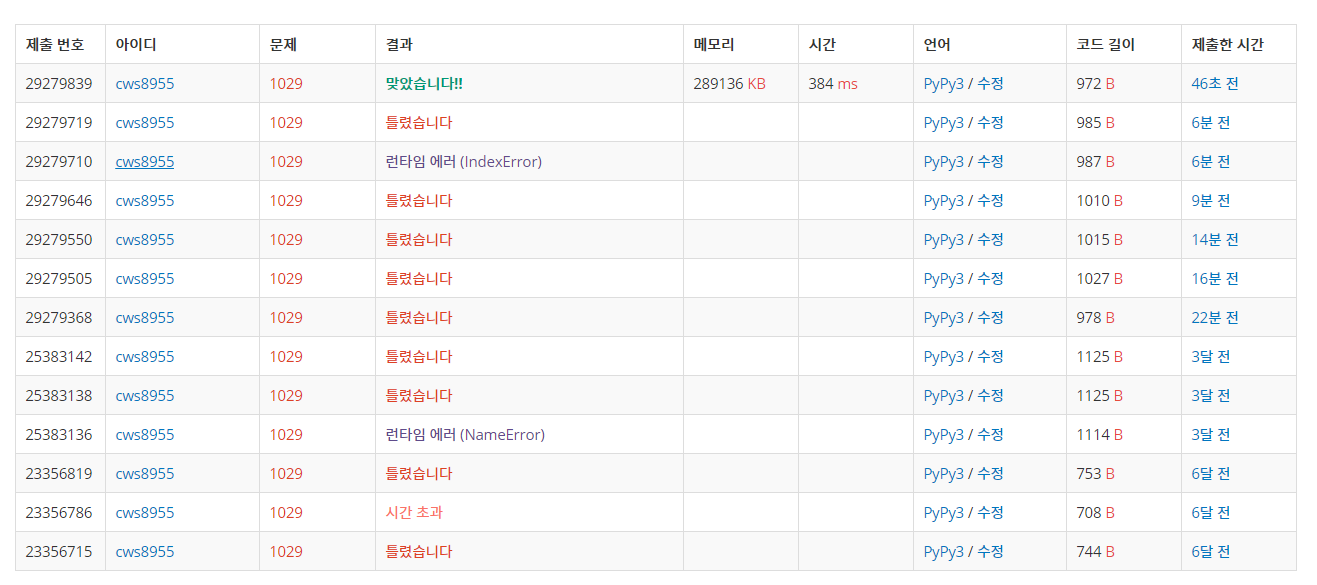 제출 번호 아이디 문제 결과 메모리 시간 언어 코드 길이 제출한 시간
29279839 cws8955 1029 맞았습니다!! 289136 KB 384 ms PyPy3 / 수정 972 B 46초 전
29279719 cws8955 1029 틀렸습니다 PyPy3 / 수정 985 B 6분 전
29279710 cws8955 1029 런타임 에러 (IndexError) PyPy3 / 수정 987 B 6분 전
29279646 cws8955 1029 틀렸습니다 PyPy3 / 수정 1010 B 9분 전
29279550 cws8955 1029 틀렸습니다 PyPy3 / 수정 1015 B 14분 전
29279505 cws8955 1029 틀렸습니다 PyPy3 / 수정 1027 B 16분 전
29279368 cws8955 1029 틀렸습니다 PyPy3 / 수정 978 B 22분 전
25383142 cws8955 1029 틀렸습니다 PyPy3 / 수정 1125 B 3달 전
25383138 cws8955 1029 틀렸습니다 PyPy3 / 수정 1125 B 3달 전
25383136 cws8955 1029 런타임 에러 (NameError) PyPy3 / 수정 1114 B 3달 전
23356819 cws8955 1029 틀렸습니다 PyPy3 / 수정 753 B 6달 전
23356786 cws8955 1029 시간 초과 PyPy3 / 수정 708 B 6달 전
23356715 cws8955 1029 틀렸습니다 PyPy3 / 수정 744 B 6달 전